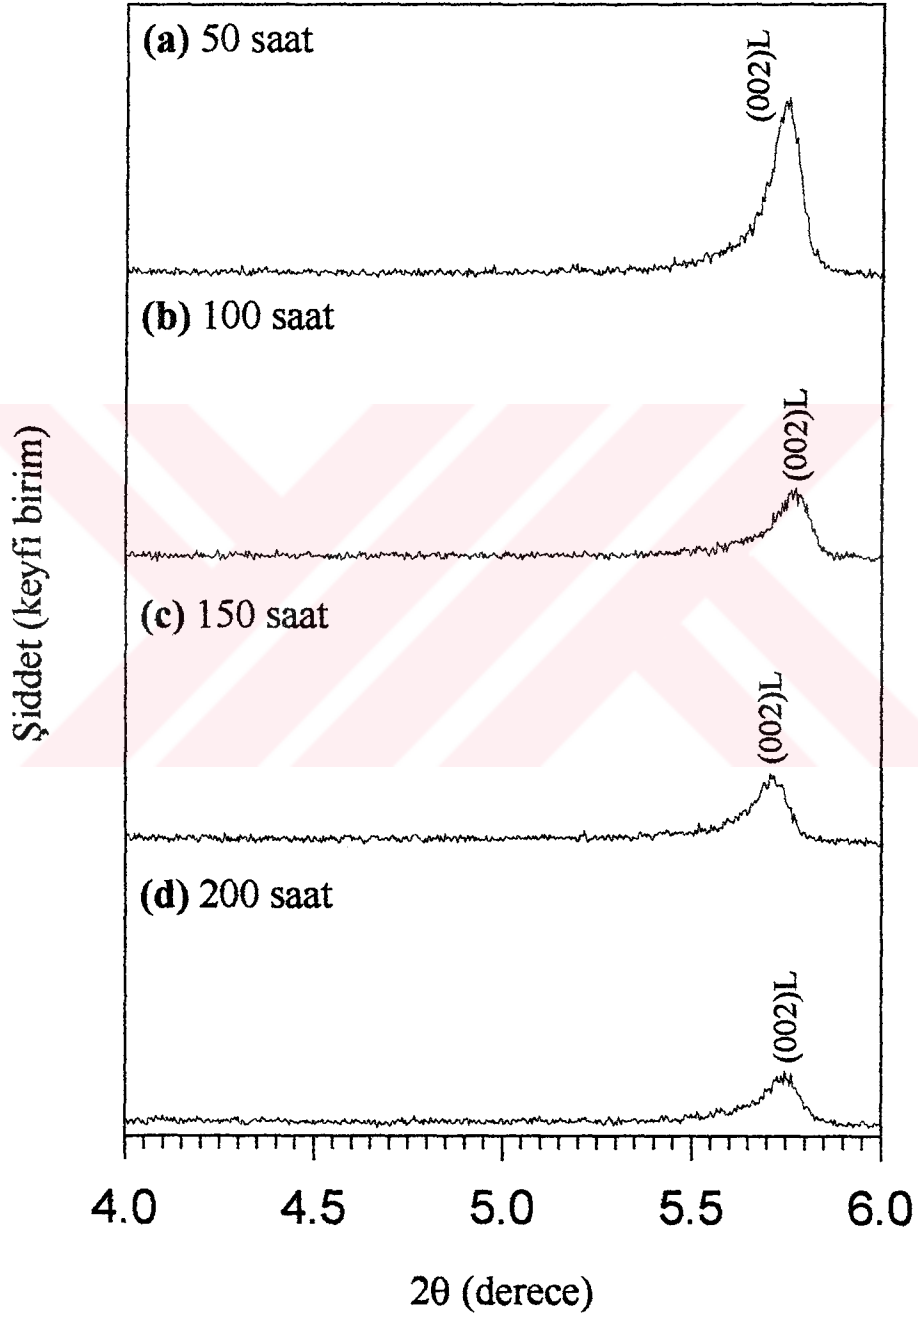 (a) 50 saat
(002)L
(b) 100 saat
(002)L
Şiddet (keyfi birim)
(c) 150 saat
(002)L
(d) 200 saat
(002)L
4.0 4.5 5.0 5.5 6.0
2θ (derece)